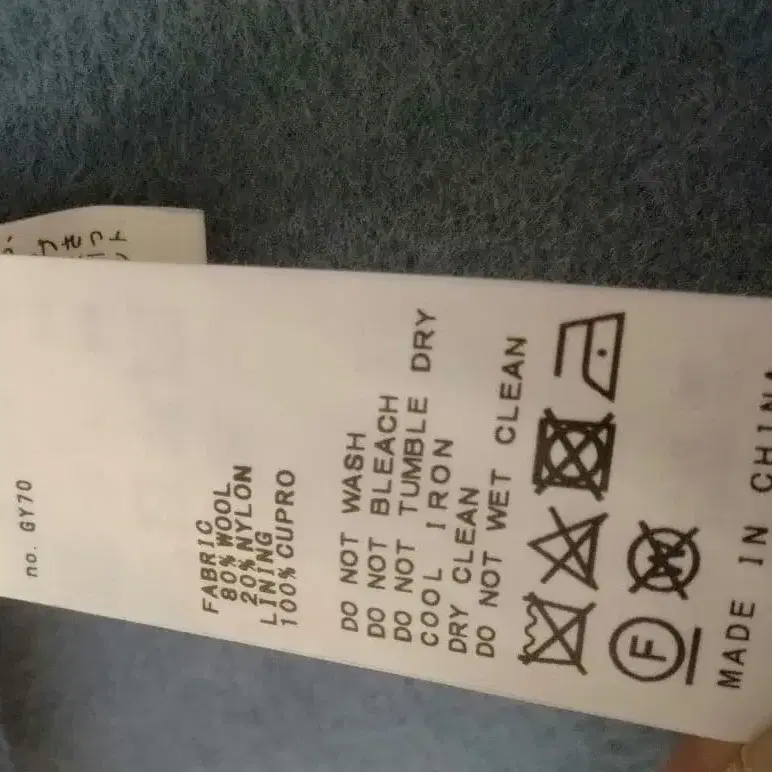 no. GY70
FABRIC
80% WOOL
20% NYLON
LINING
100% CUPRO
DO NOT WASH
DO NOT BLEACH
DO NOT TUMBLE DRY
COOL IRON
DRY CLEAN
DO NOT WET CLEAN
W
F
MADE IN CHINA